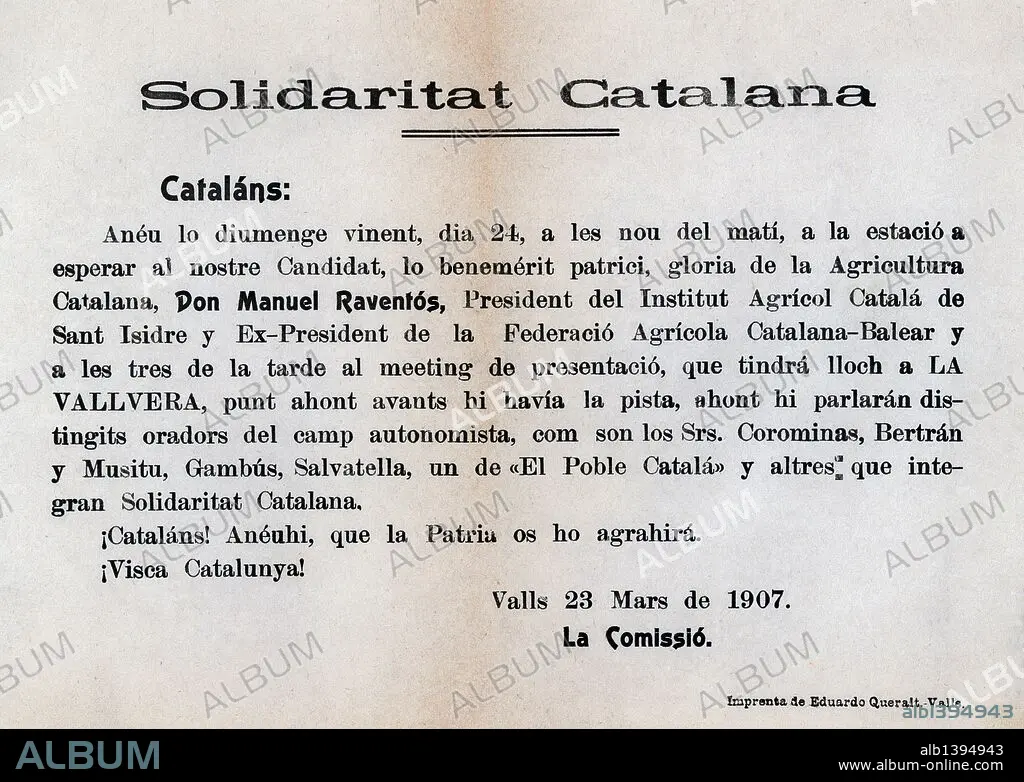 Solidaritat Catalana
Cataláns:
Anéu lo diumenge vinent, dia 24, a les nou del matí, a la estació a
esperar al nostre Candidat, lo benemérit patrici, gloria de la Agricultura
Catalana, Don Manuel Raventós, President del Institut Agrícol Catalá de
Sant Isidre y Ex-President de la Federació Agrícola Catalana-Balear y
a les tres de la tarde al meeting de presentació, que tindrá lloch a LA
VALLVERA, punt ahont avants hi havía la pista, ahont hi parlarán dis-
tingits oradors del camp autonomista, com son los Srs. Corominas, Bertrán
y Musitu, Gambús, Salvatella, un de «El Poble Catalá» y altres que inte-
gran Solidaritat Catalana.
¡Cataláns! Anéuhi, que la Patria os ho agrahirá.
¡Visca Catalunya!
Valls 23 Mars de 1907.
La Comissió.
Imprenta de Eduardo Queralt.-Valls.
alb1394943
ALBUM
alb1394943
www.album-online.com